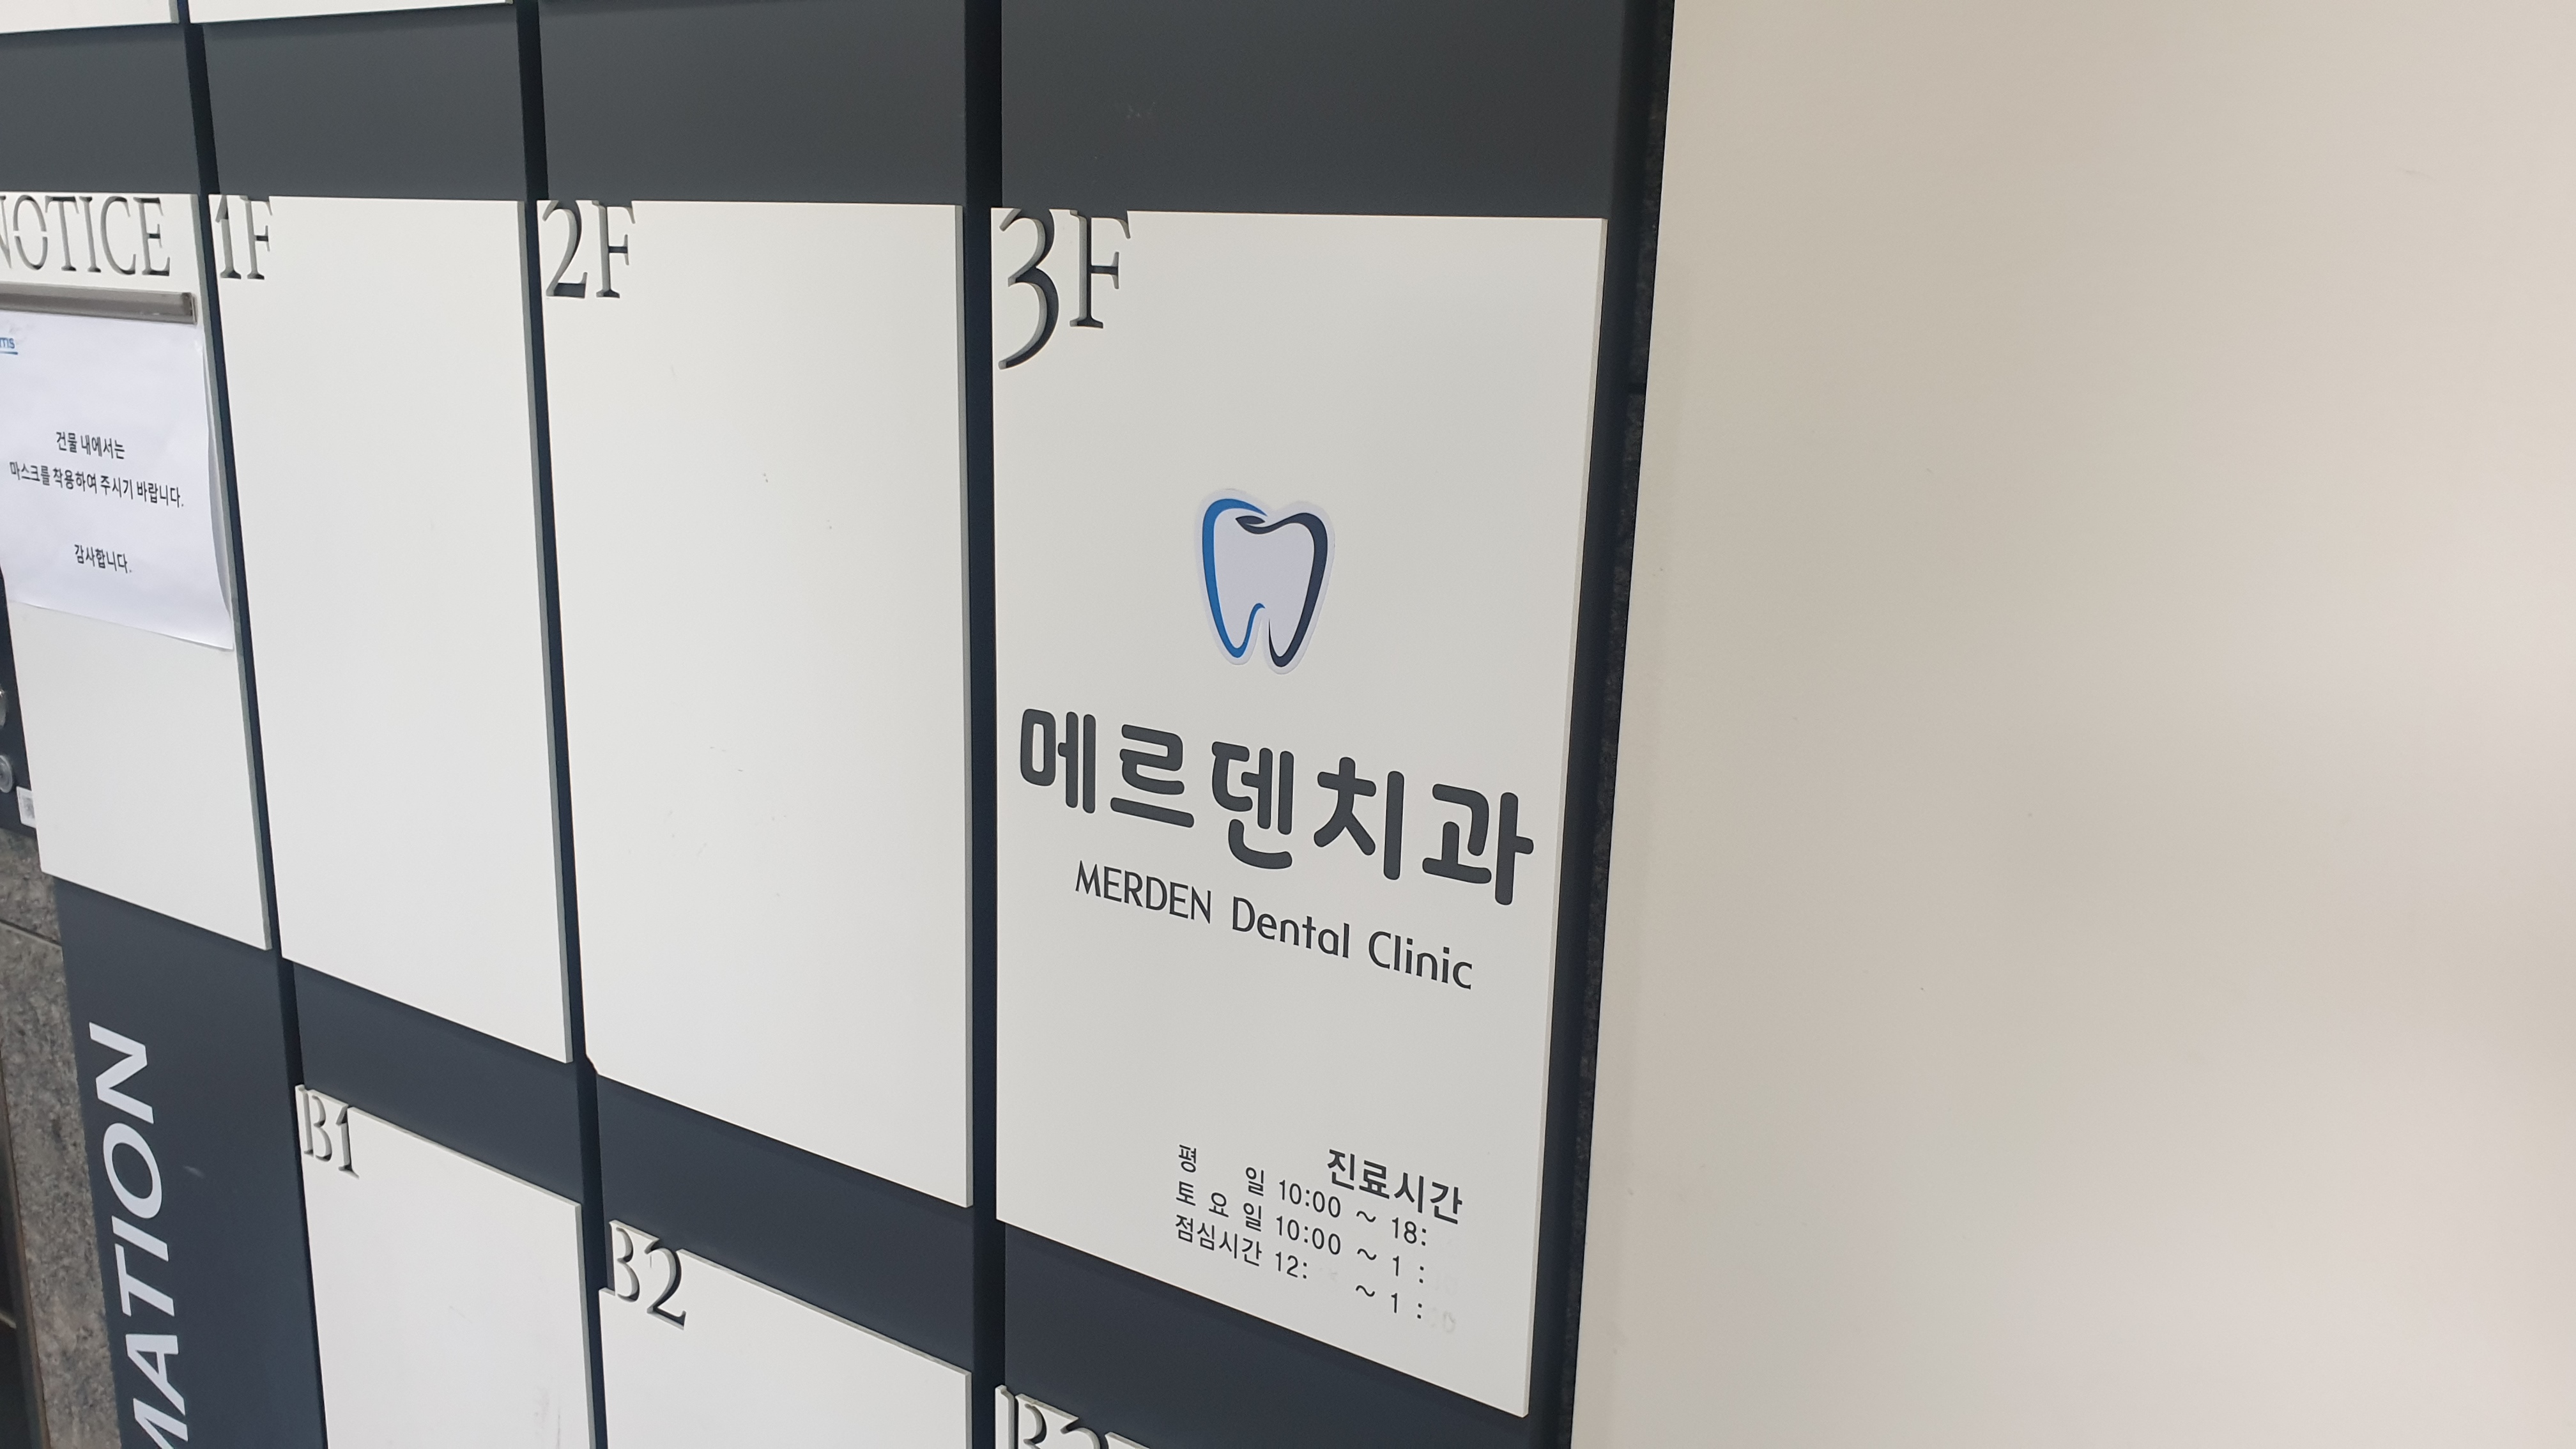 NOTICE
건물 내에서는
마스크를 착용하여 주시기 바랍니다.
감사합니다.
1F
2F
3F
메르덴치과
MERDEN Dental Clinic
진료시간
평 일 10:00 ~ 18:
토 요 일 10:00 ~ 1 :
점심시간 12: ~ 1 :
B1
B2
MATION